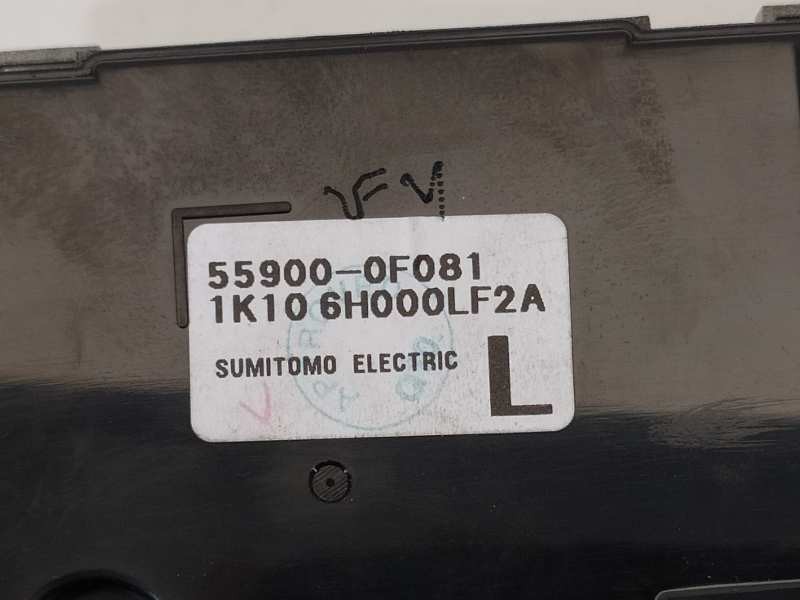 55900-0F081
1K10 6H000LF2A
SUMITOMO ELECTRIC
L